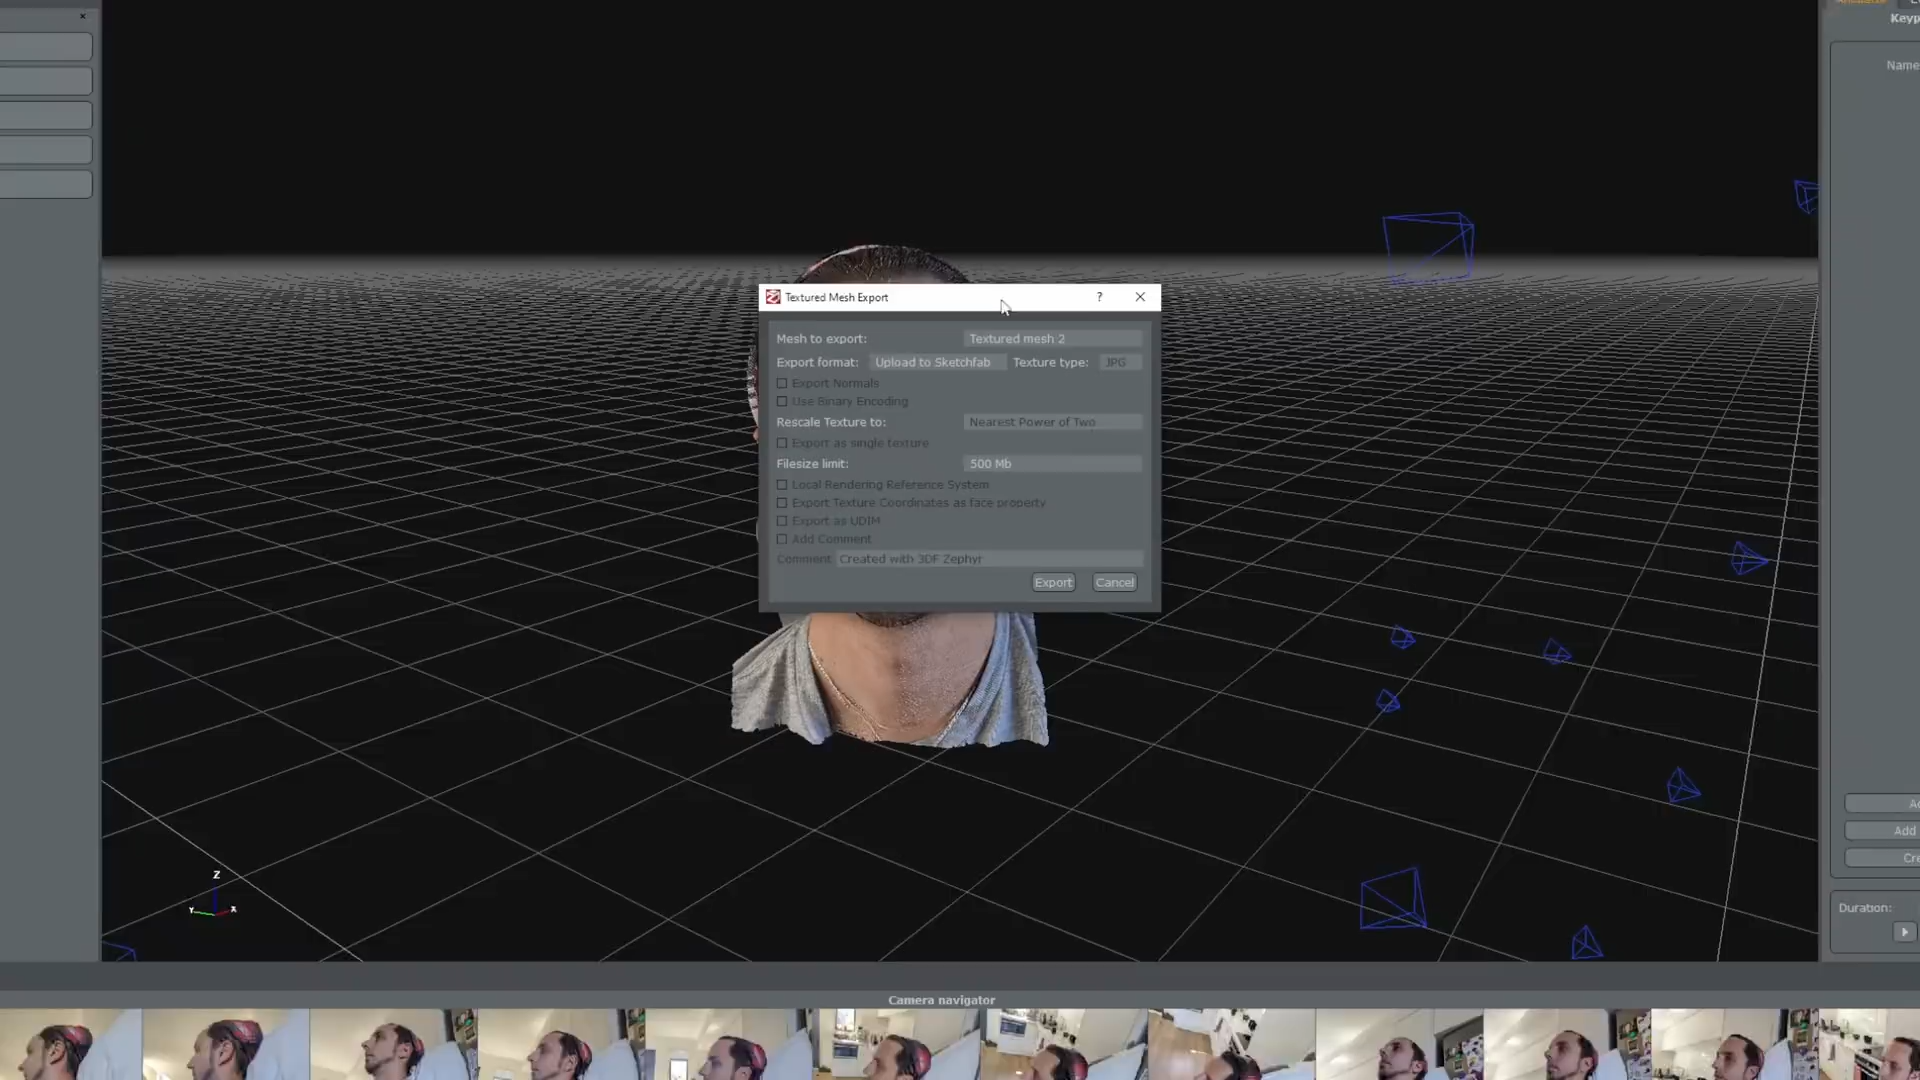 Keyp
Name
Textured Mesh Export
Mesh to export: Textured mesh 2
Export format: Upload to Sketchfab Texture type: JPG
Export Normals
Use Binary Encoding
Rescale Texture to: Nearest Power of Two
Export as single texture
Filesize limit: 500 Mb
Local Rendering Reference System
Export Texture Coordinates as face property
Export as UDIM
Add Comment
Comment Created with 3DF Zephyr
Export Cancel
Add
Cre
Z
Y X
Duration:
Camera navigator